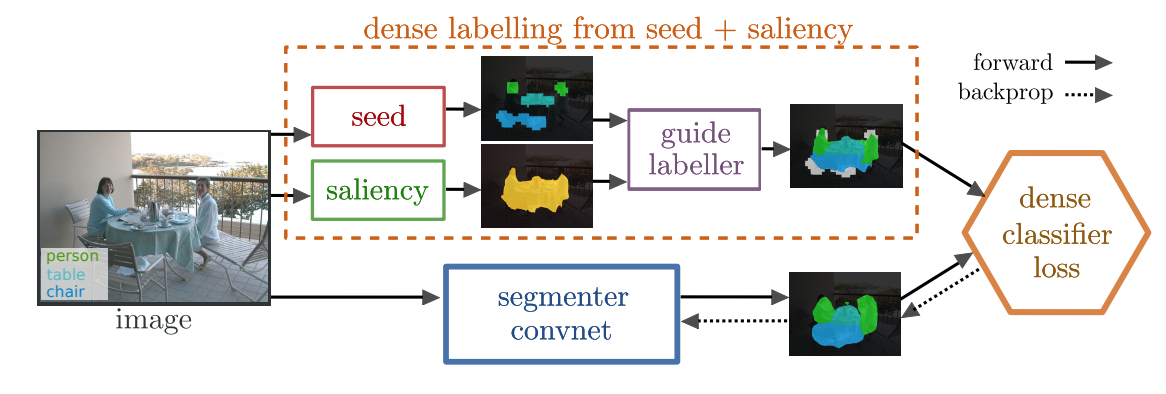 dense labelling from seed + saliency
forward
backprop
seed
guide
labeller
saliency
dense
classifier
loss
person
table
chair
image
segmenter
convnet